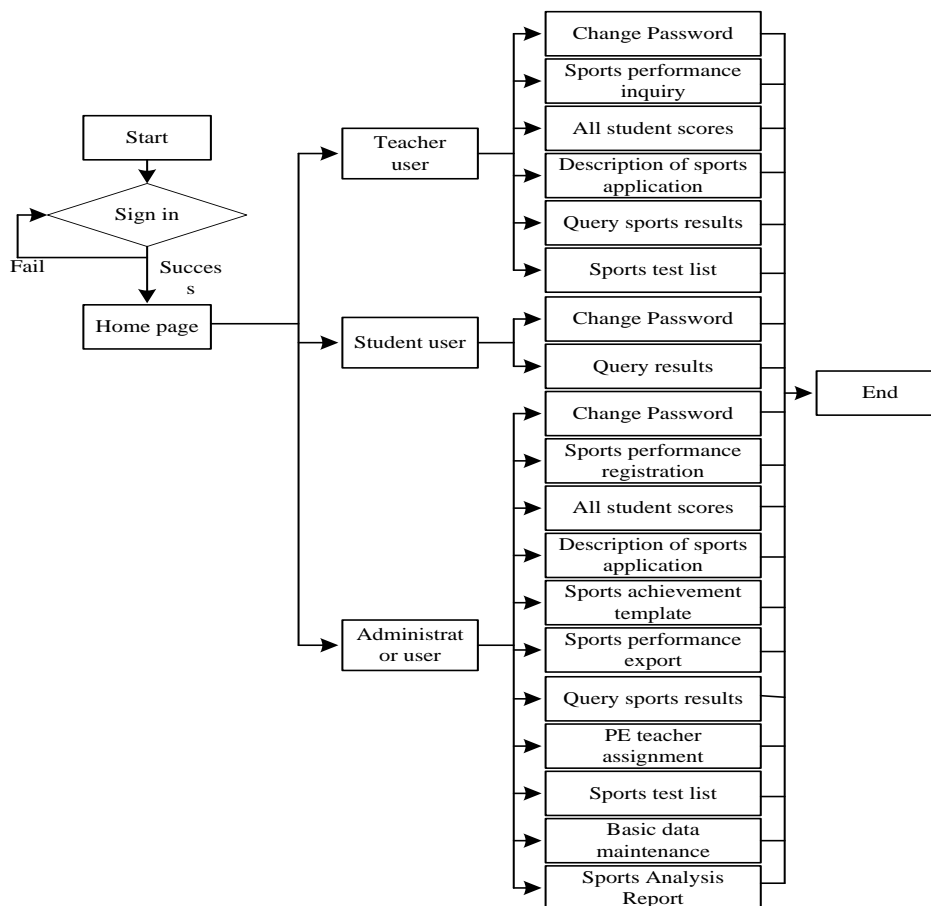 Start
Sign in
Fail
Succes
s
Home page
Teacher
user
Student user
Administrat
or user
Change Password
Sports performance
inquiry
All student scores
Description of sports
application
Query sports results
Sports test list
Change Password
Query results
Change Password
Sports performance
registration
All student scores
Description of sports
application
Sports achievement
template
Sports performance
export
Query sports results
PE teacher
assignment
Sports test list
Basic data
maintenance
Sports Analysis
Report
End